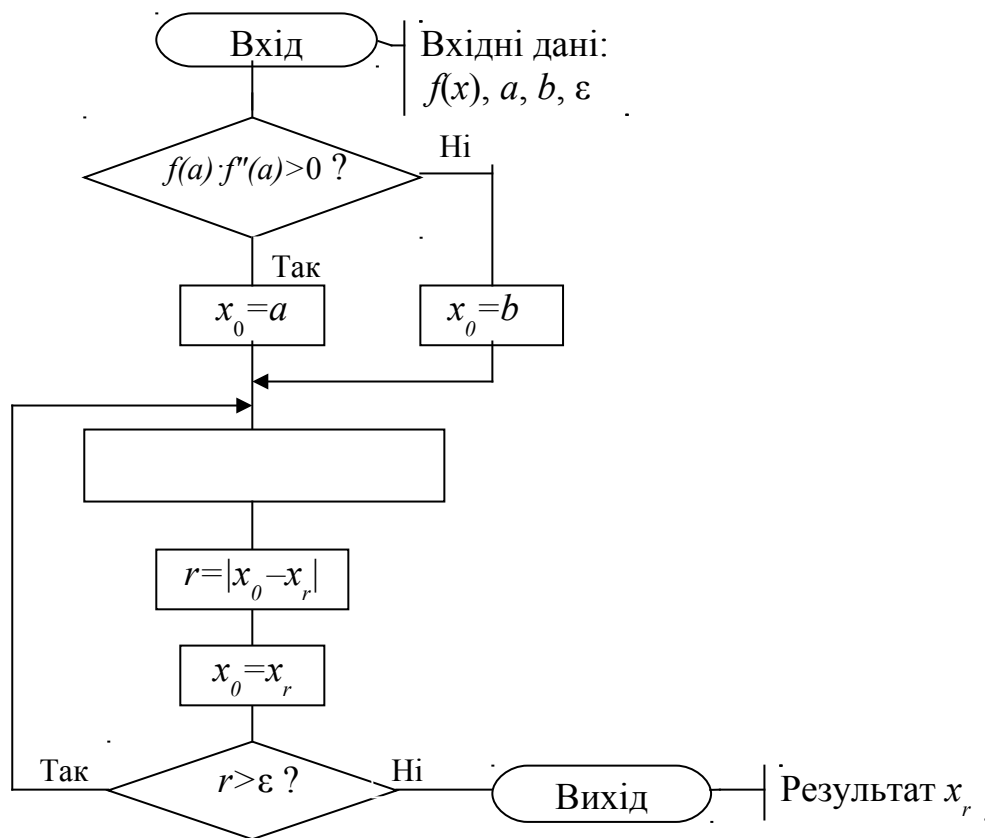 Вхід
Вхідні дані:
f(x), a, b, ε
f(a)·f''(a)>0 ?
Ні
Так
x₀=a
x₀=b
r=|x₀–xᵣ|
x₀=xᵣ
Так
r>ε ?
Ні
Вихід
Результат xᵣ